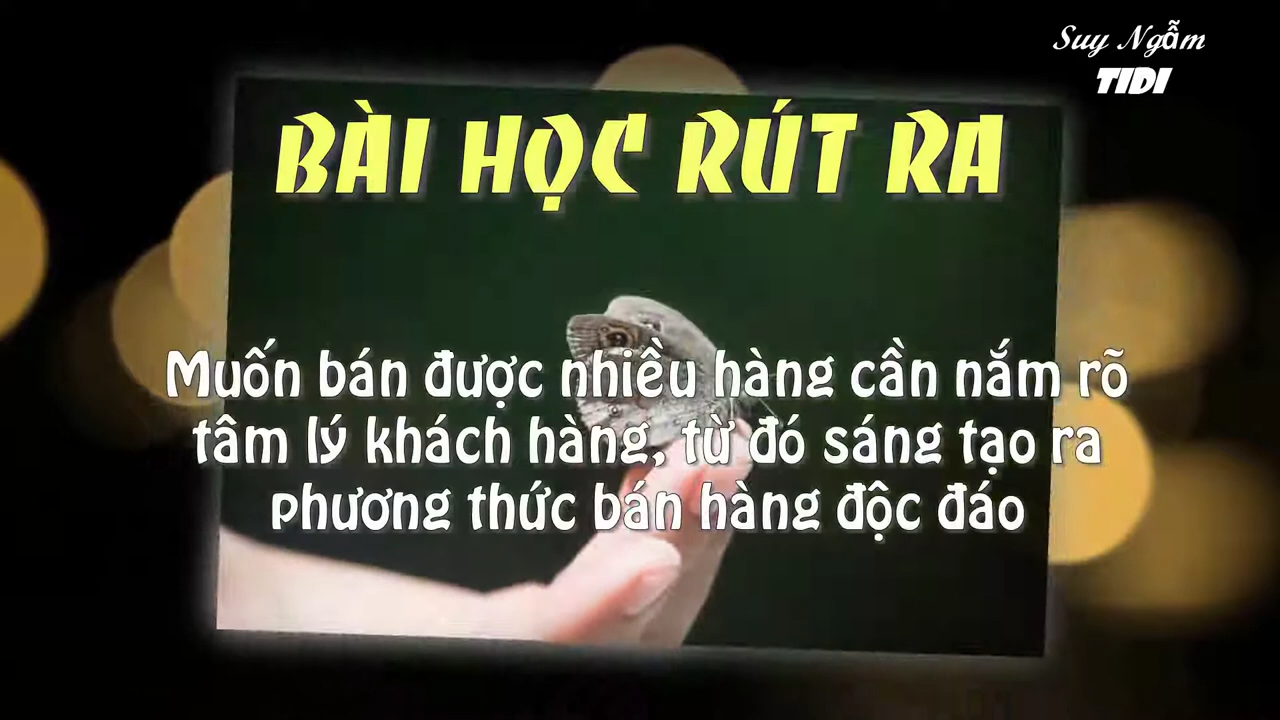 Suy Ngẫm
TIDI
BÀI HỌC RÚT RA
Muốn bán được nhiều hàng cần nắm rõ
tâm lý khách hàng, từ đó sáng tạo ra
phương thức bán hàng độc đáo